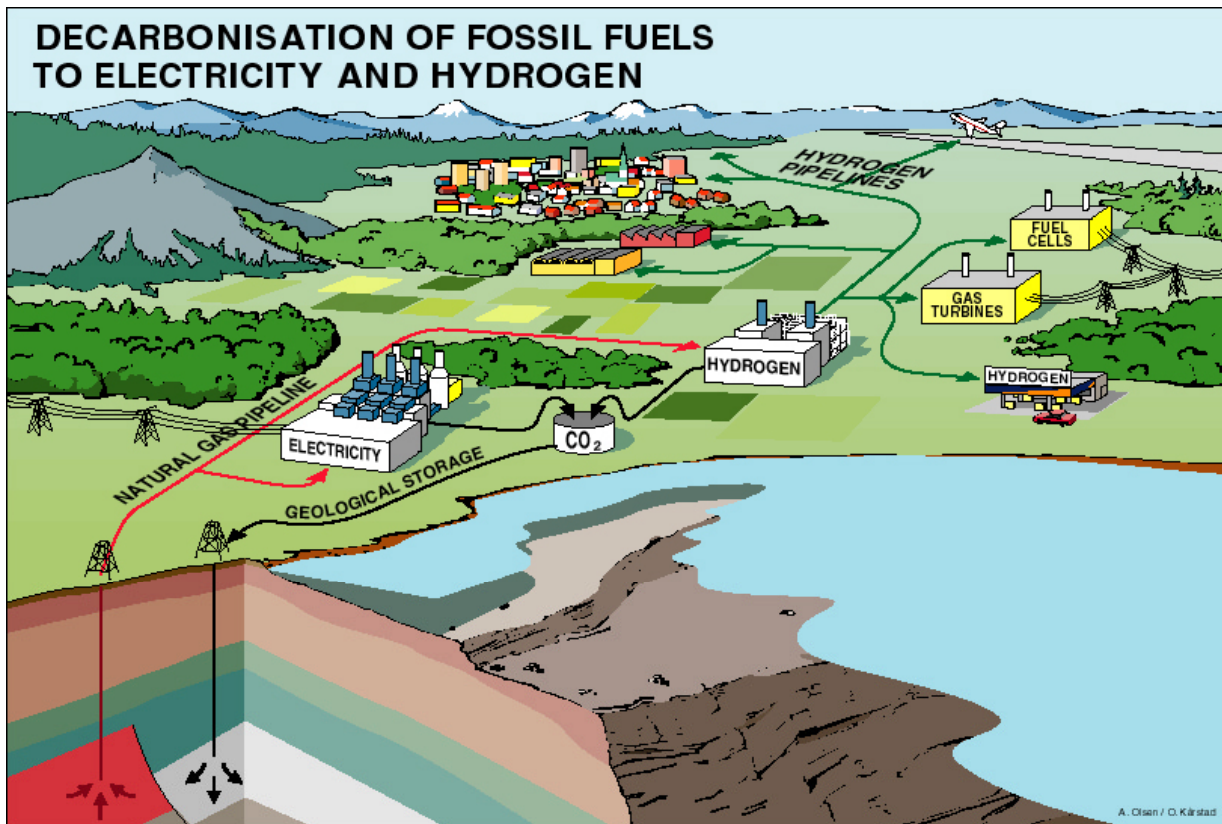 DECARBONISATION OF FOSSIL FUELS
TO ELECTRICITY AND HYDROGEN
HYDROGEN
PIPELINES
FUEL
CELLS
GAS
TURBINES
HYDROGEN
HYDROGEN
NATURAL GAS PIPELINE
ELECTRICITY
CO₂
GEOLOGICAL STORAGE
A. Olsen / O. Kårstad